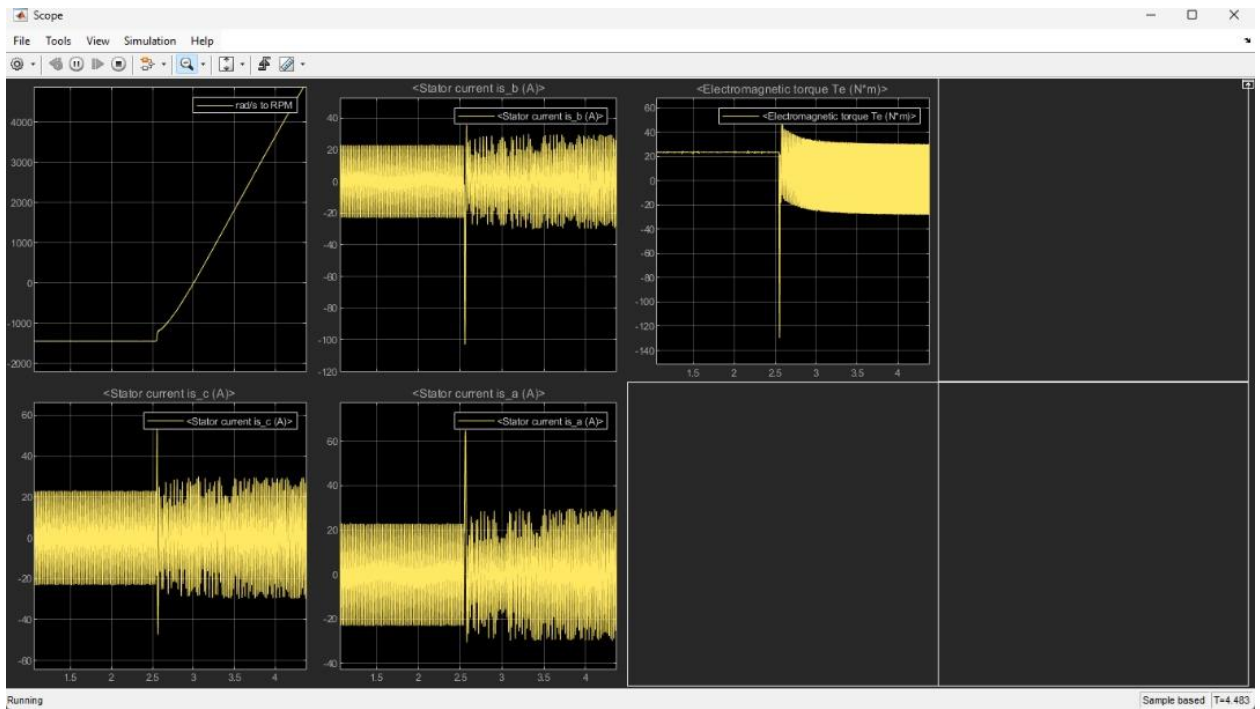 Scope
File Tools View Simulation Help
rad/s to RPM
4000
3000
2000
1000
0
-1000
-2000
<Stator current is_b (A)>
<Stator current is_b (A)>
40
20
0
-20
-40
-60
-80
-100
-120
<Electromagnetic torque Te (N*m)>
<Electromagnetic torque Te (N*m)>
60
40
20
0
-20
-40
-60
-80
-100
-120
-140
1.5 2 2.5 3 3.5 4
<Stator current is_c (A)>
<Stator current is_c (A)>
60
40
20
0
-20
-40
-60
1.5 2 2.5 3 3.5 4
<Stator current is_a (A)>
<Stator current is_a (A)>
60
40
20
0
-20
-40
1.5 2 2.5 3 3.5 4
Running
Sample based T=4.483